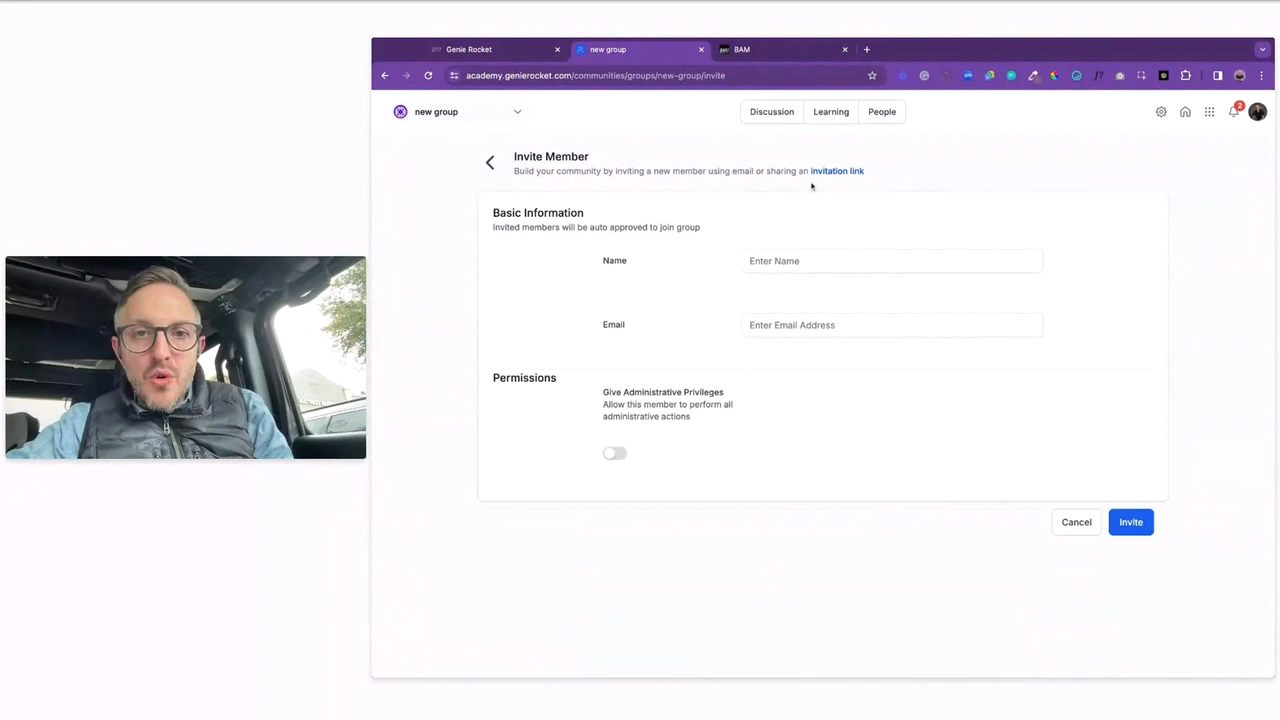 Genie Rocket
new group
BAM
academy.genierocket.com/communities/groups/new-group/invite
new group
Discussion
Learning
People
2
Invite Member
Build your community by inviting a new member using email or sharing an invitation link
Basic Information
Invited members will be auto approved to join group
Name
Enter Name
Email
Enter Email Address
Permissions
Give Administrative Privileges
Allow this member to perform all
administrative actions
Cancel
Invite